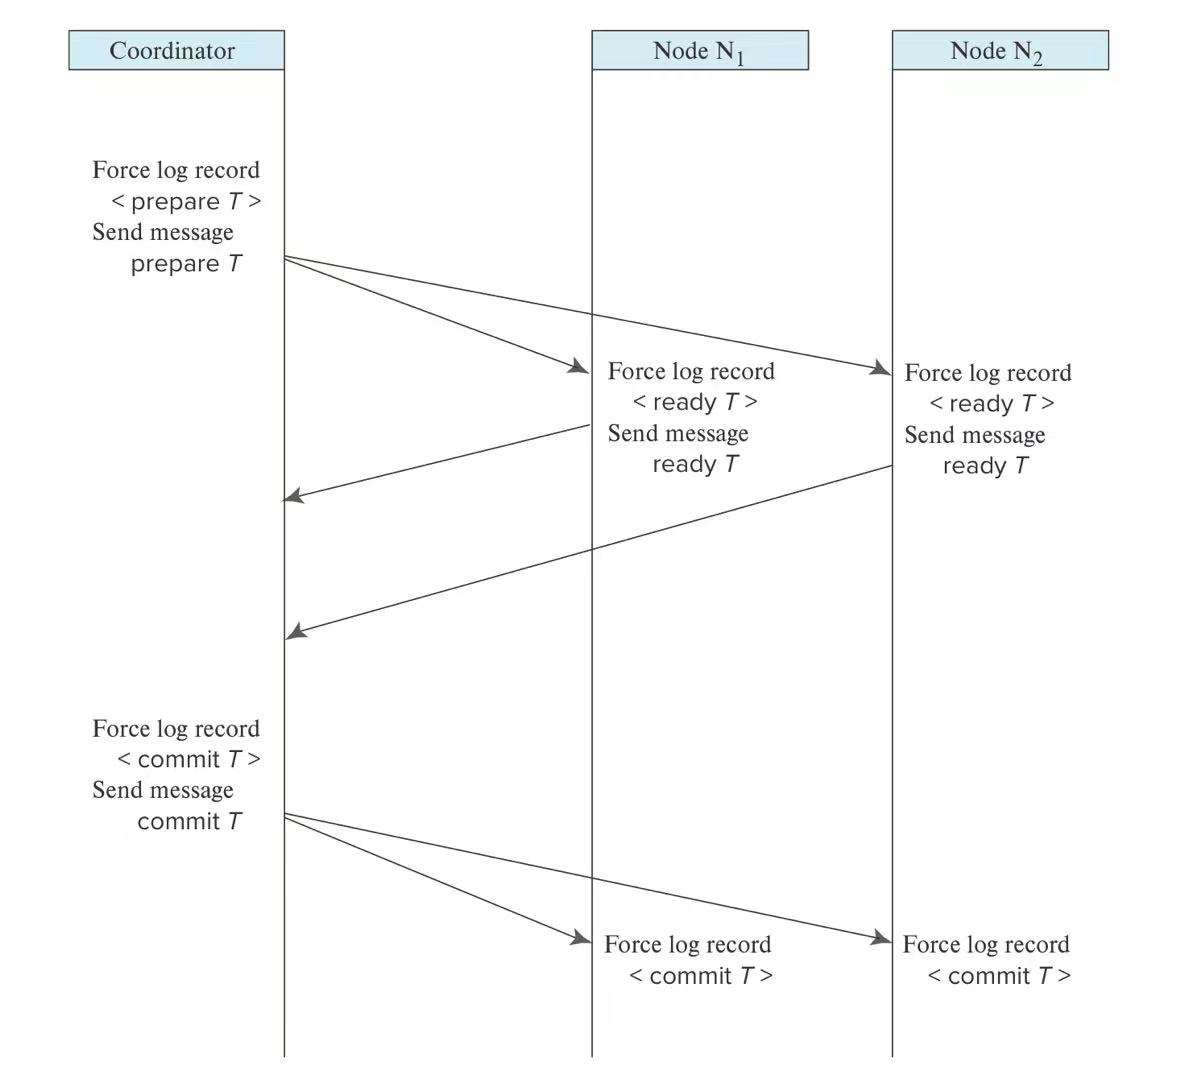 Coordinator
Node N1
Node N2
Force log record
< prepare T >
Send message
prepare T
Force log record
< ready T >
Send message
ready T
Force log record
< ready T >
Send message
ready T
Force log record
< commit T >
Send message
commit T
Force log record
< commit T >
Force log record
< commit T >